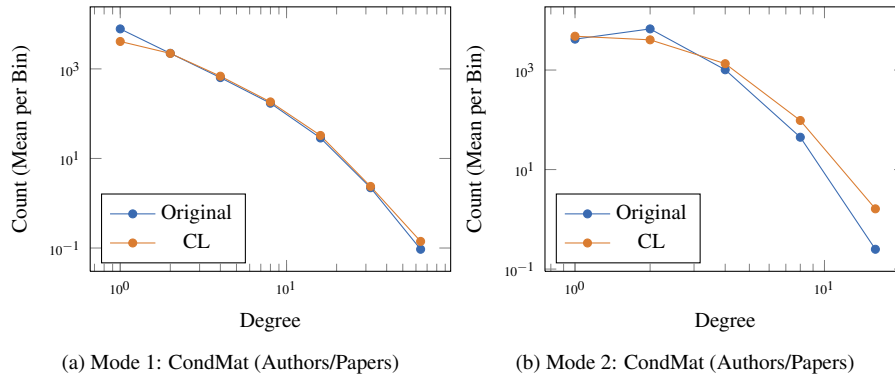 Count (Mean per Bin)
10^3
10^1
10^−1
Original
CL
10^0
10^1
Degree
(a) Mode 1: CondMat (Authors/Papers)
Count (Mean per Bin)
10^3
10^1
10^−1
Original
CL
10^0
10^1
Degree
(b) Mode 2: CondMat (Authors/Papers)